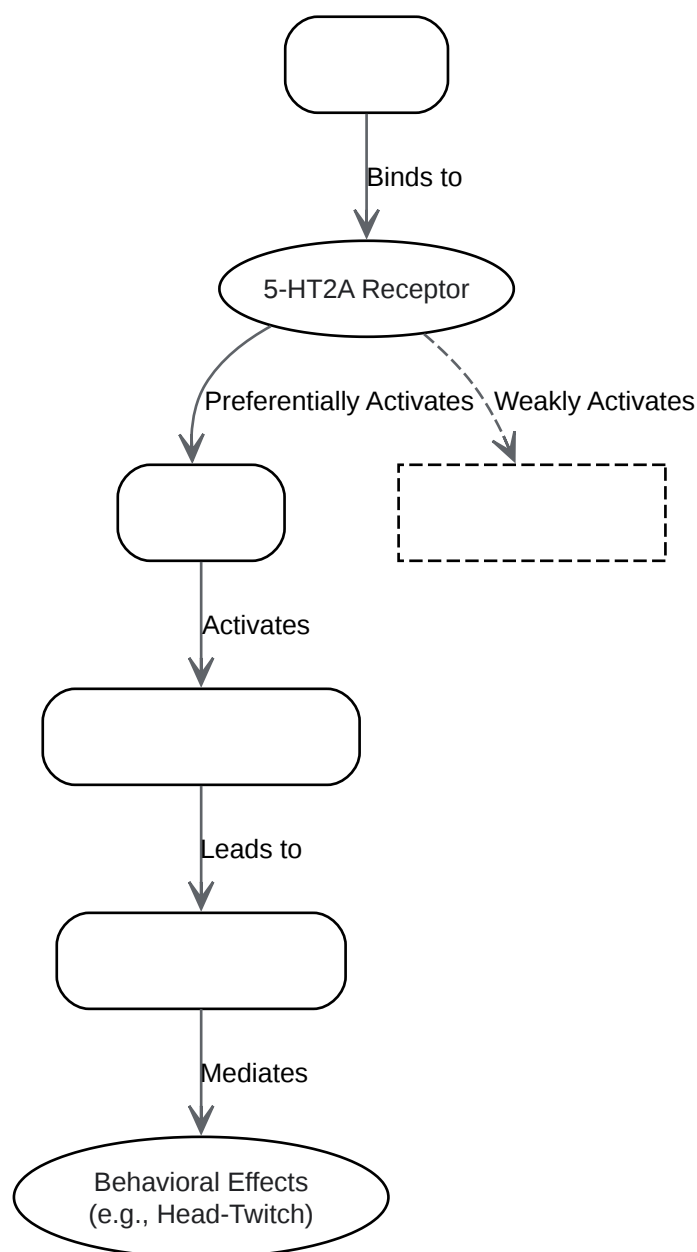 Binds to
5-HT2A Receptor
Preferentially Activates
Weakly Activates
Activates
Leads to
Mediates
Behavioral Effects
(e.g., Head-Twitch)